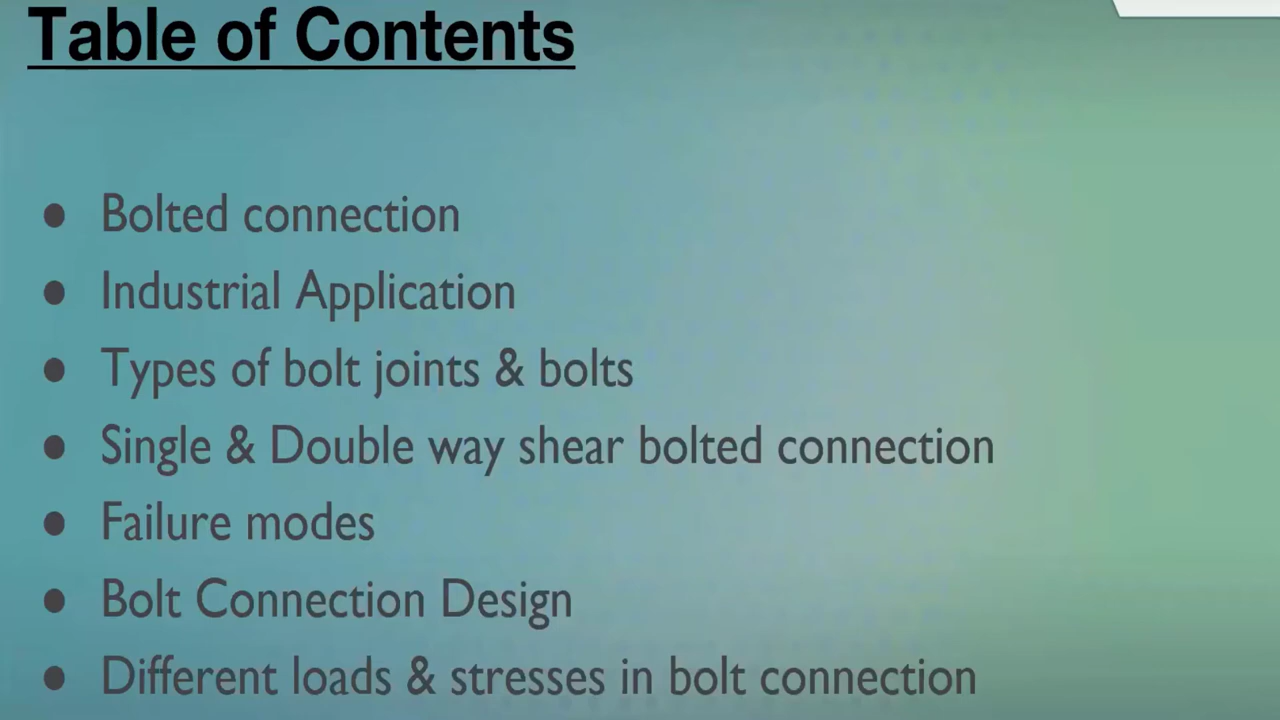 Table of Contents
● Bolted connection
● Industrial Application
● Types of bolt joints & bolts
● Single & Double way shear bolted connection
● Failure modes
● Bolt Connection Design
● Different loads & stresses in bolt connection